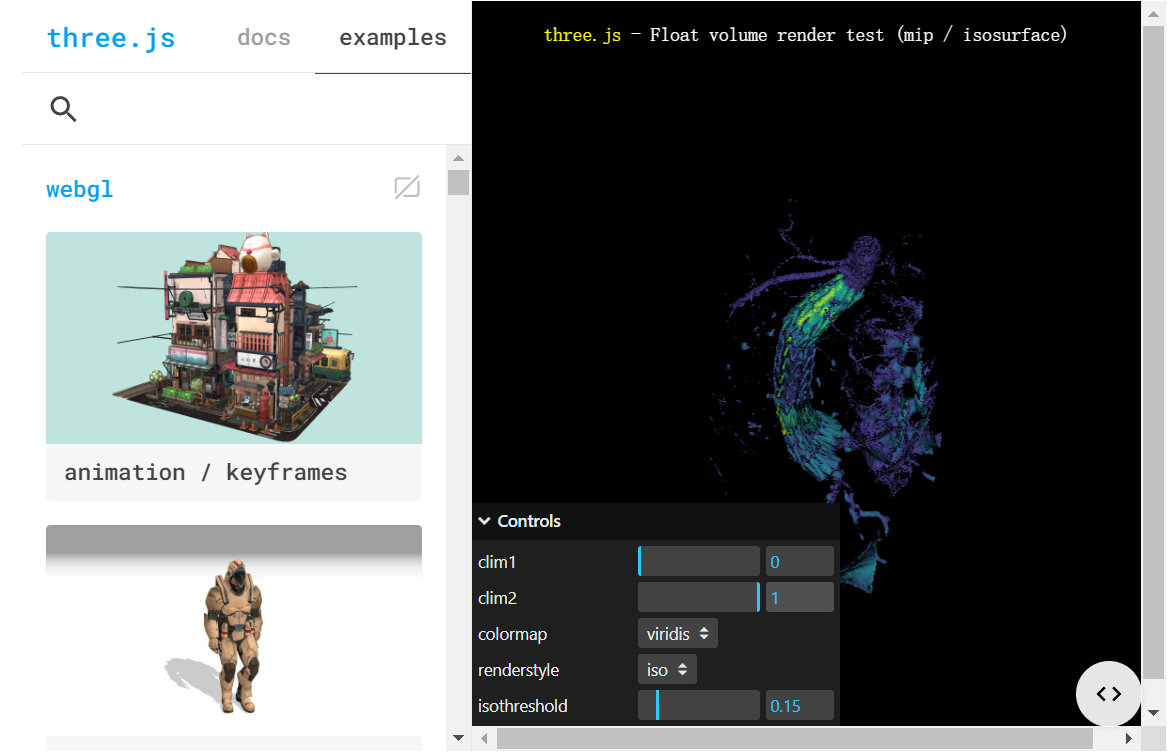 three.js docs examples
three.js - Float volume render test (mip / isosurface)
webgl
animation / keyframes
Controls
clim1 0
clim2 1
colormap viridis
renderstyle iso
isothreshold 0.15
<>